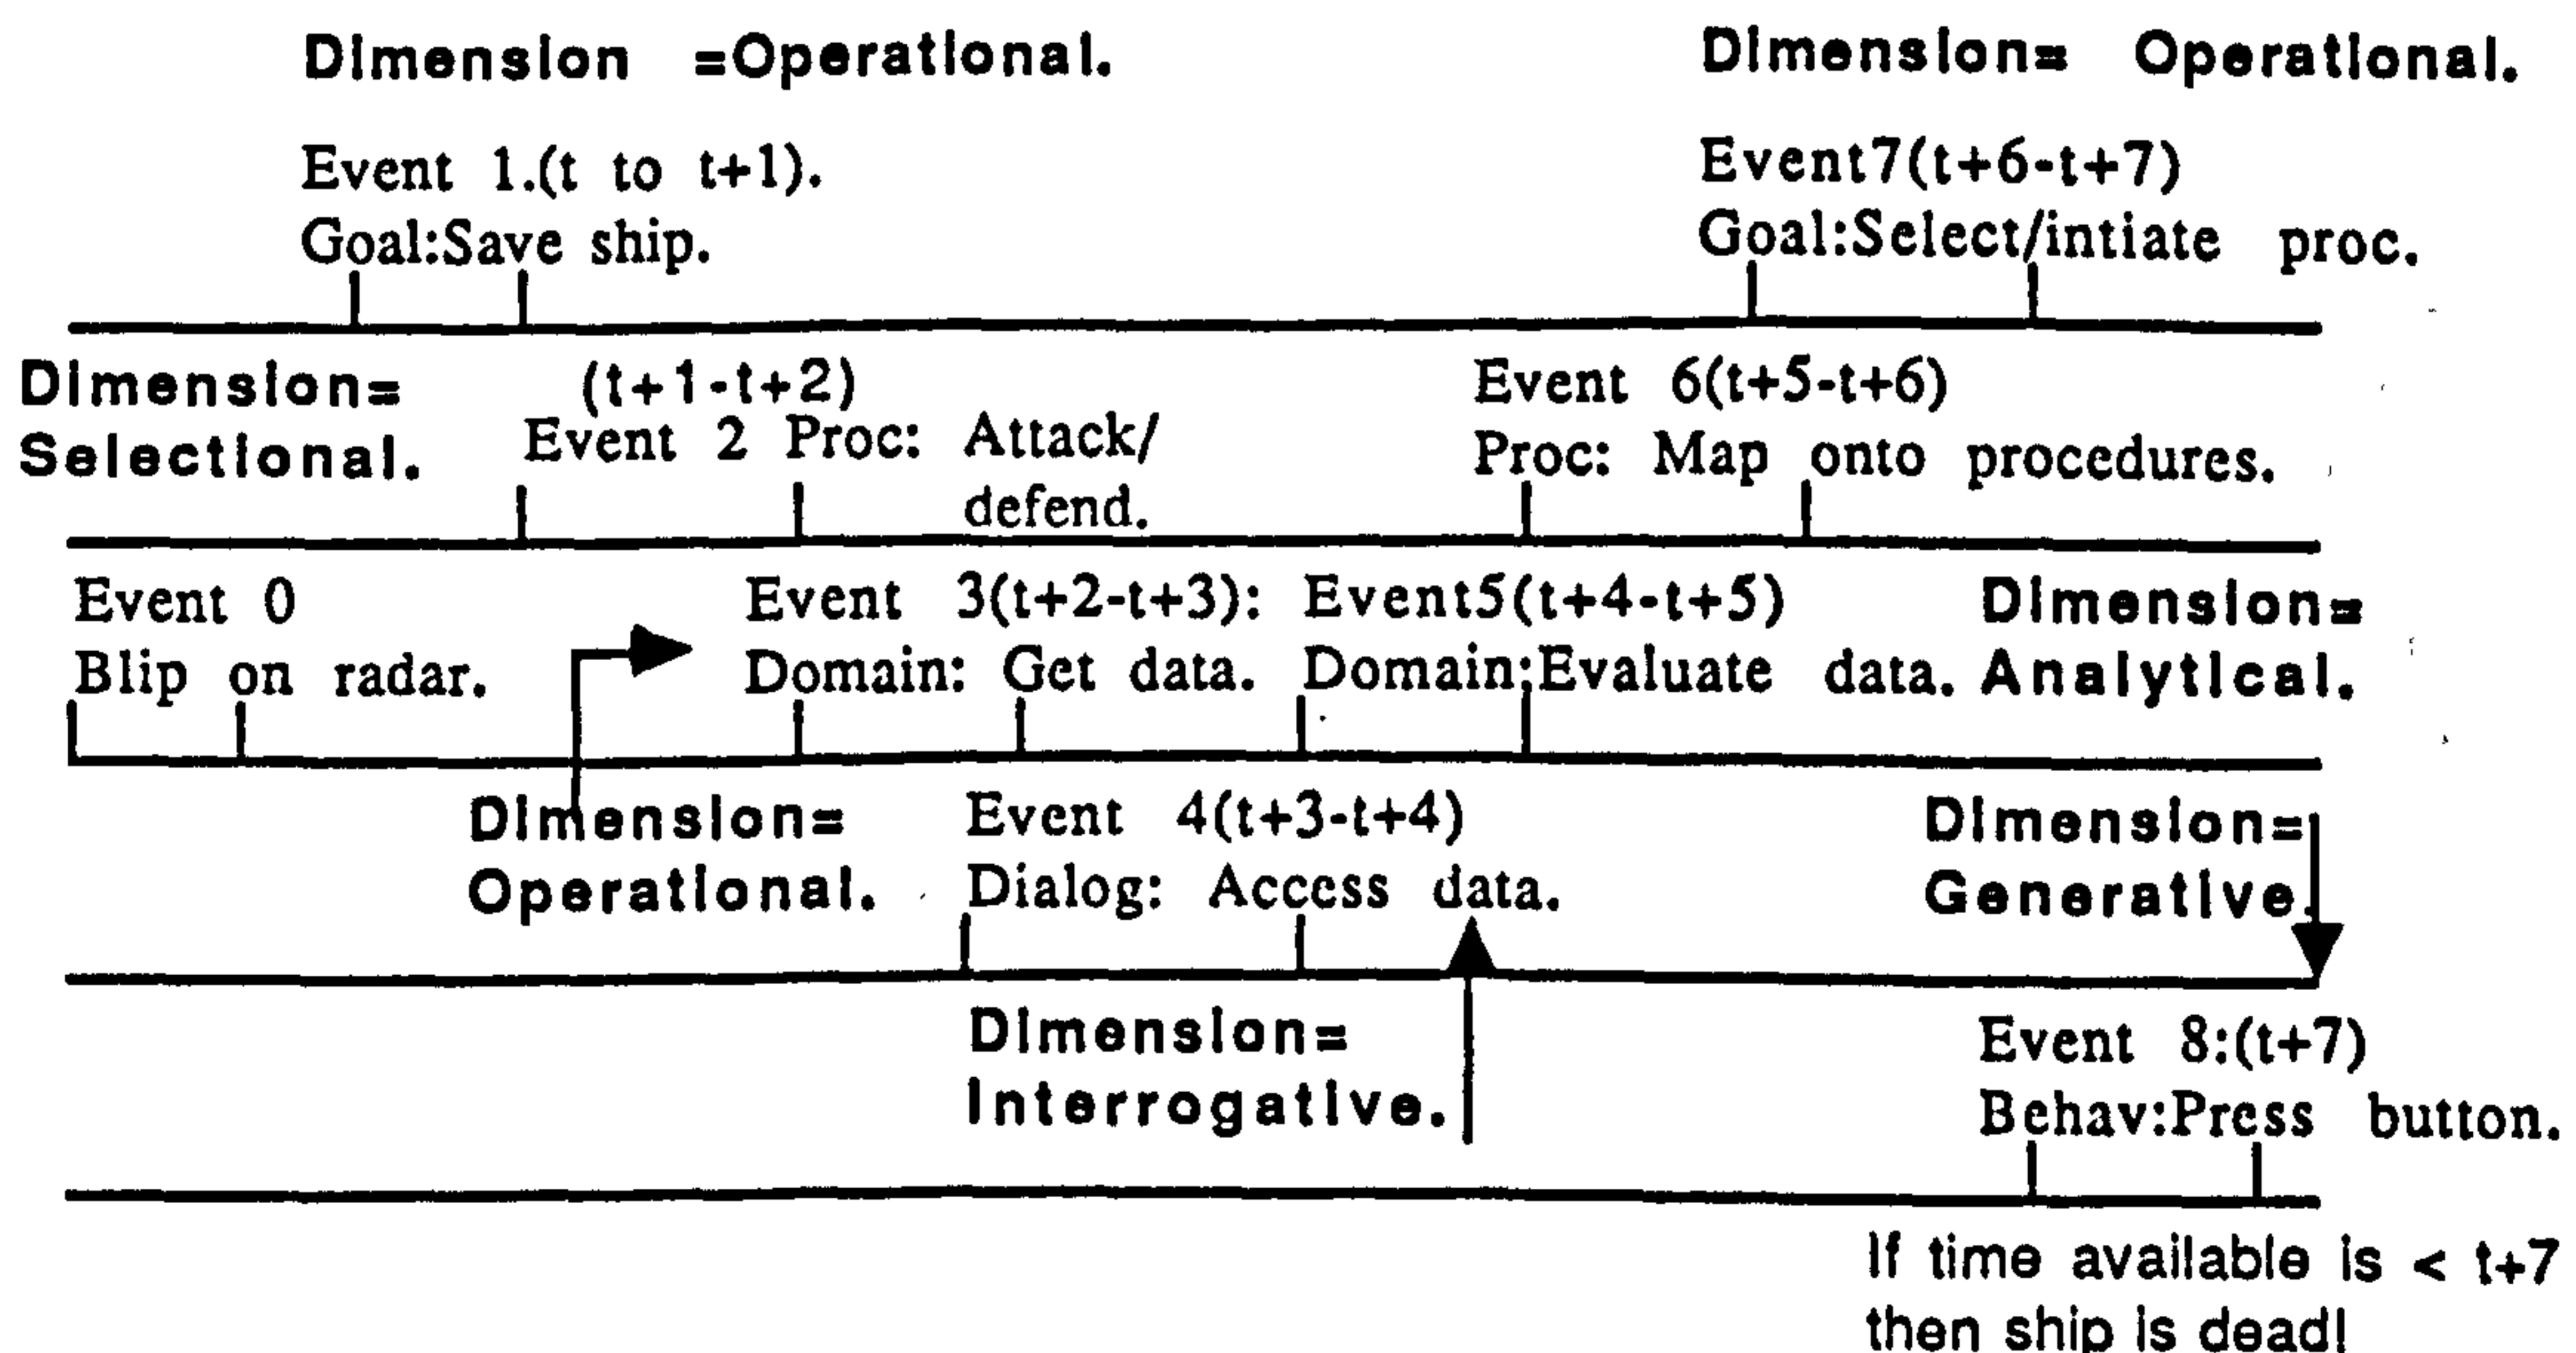 Dimension =Operational.
Dimension= Operational.
Event 1.(t to t+1).
Goal:Save ship.
Event7(t+6-t+7)
Goal:Select/intiate proc.
Dimension=
Selectional.
(t+1-t+2)
Event 2 Proc: Attack/
defend.
Event 6(t+5-t+6)
Proc: Map onto procedures.
Event 0
Blip on radar.
Event 3(t+2-t+3):
Domain: Get data.
Event5(t+4-t+5)
Domain:Evaluate data.
Dimension=
Analytical.
Dimension=
Operational.
Event 4(t+3-t+4)
Dialog: Access data.
Dimension=
Generative.
Dimension=
Interrogative.
Event 8:(t+7)
Behav:Press button.
If time available is < t+7
then ship is dead!